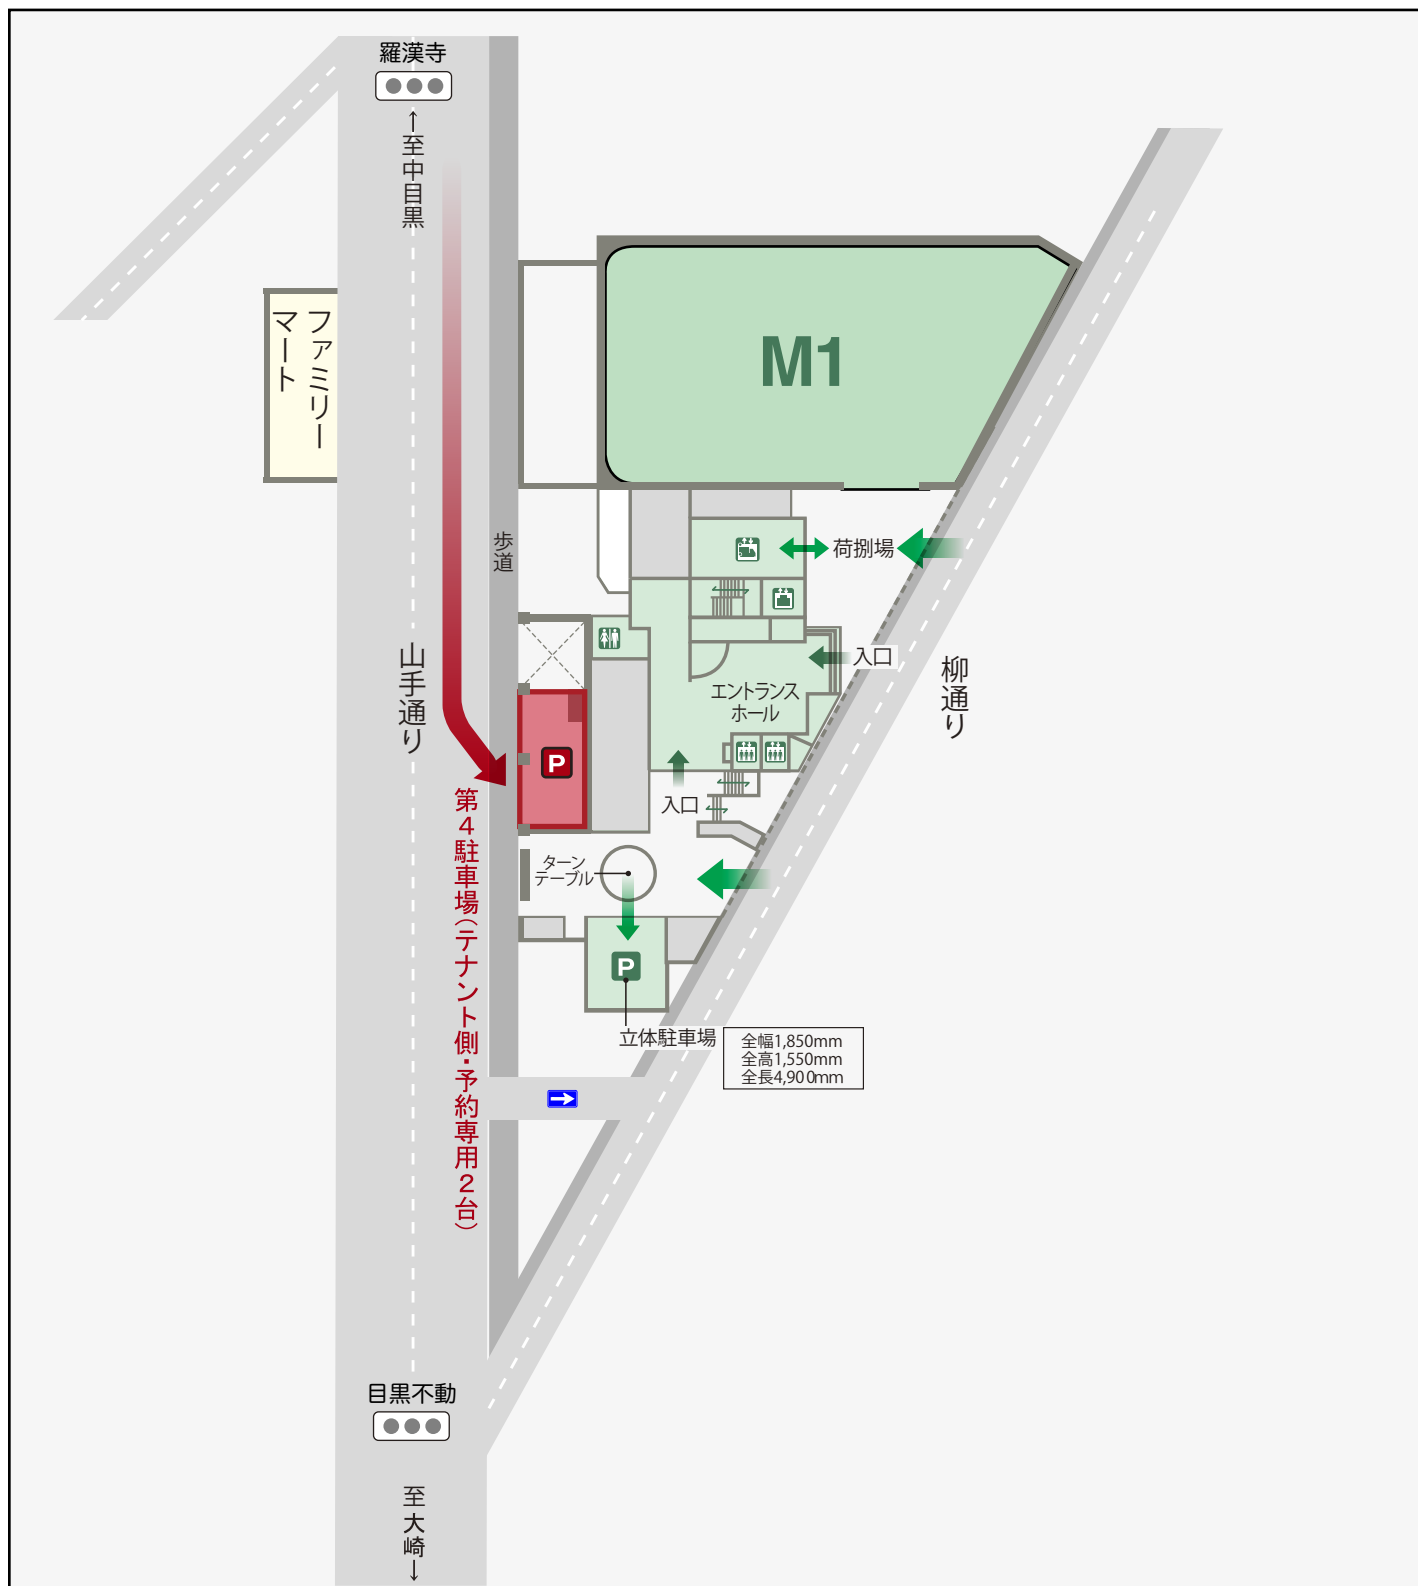 羅漢寺
↑至中目黒
ファミリー
マート
M1
歩道
荷捌場
山手通り
入口
柳通り
エントランス
ホール
P
入口
第4駐車場(テナント側・予約専用2台)
ターン
テーブル
P
立体駐車場
全幅1,850mm
全高1,550mm
全長4,900mm
目黒不動
至大崎↓